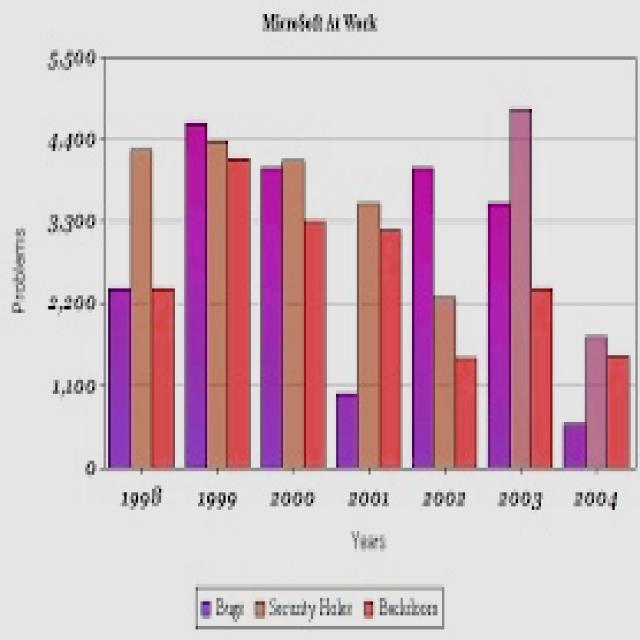 MicroSoft At Work
5,500
4,400
3,300
2,200
1,100
0
Problems
1998 1999 2000 2001 2002 2003 2004
Years
Bugs Security Holes Backdoors